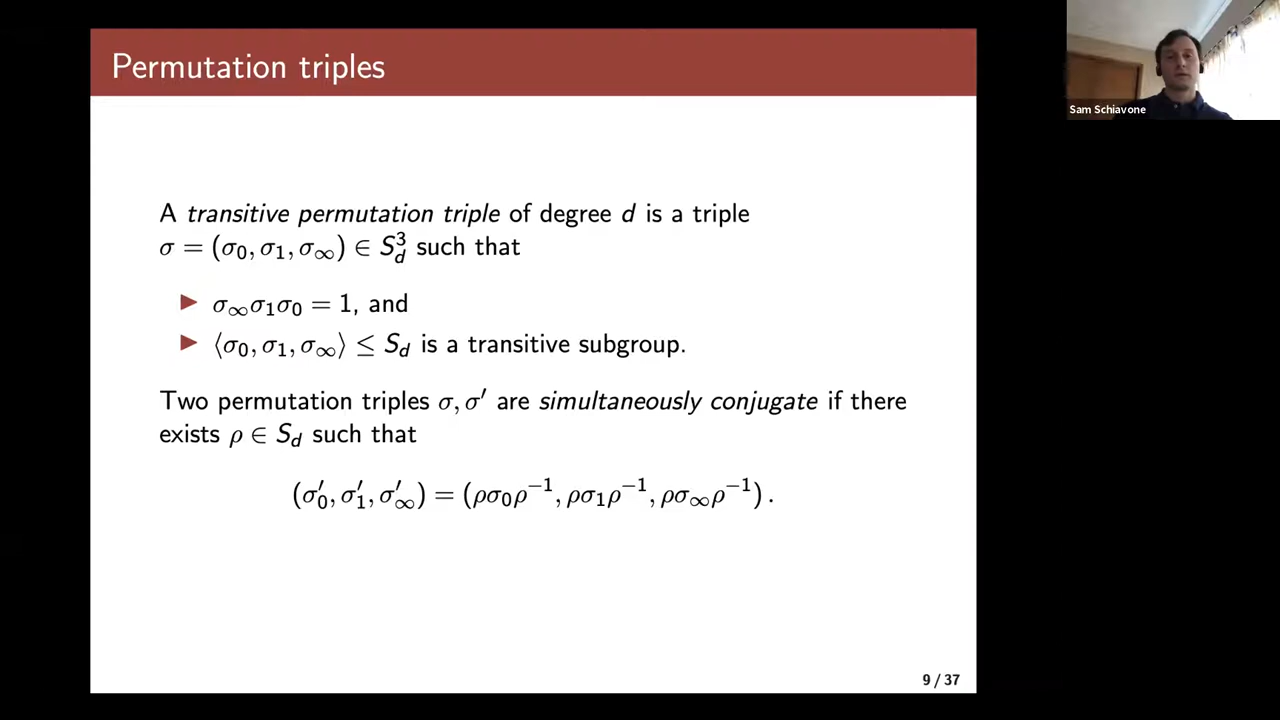 Permutation triples
Sam Schiavone
A transitive permutation triple of degree d is a triple
σ = (σ₀, σ₁, σ∞) ∈ S_d^3 such that
▶ σ∞σ₁σ₀ = 1, and
▶ ⟨σ₀, σ₁, σ∞⟩ ≤ S_d is a transitive subgroup.
Two permutation triples σ, σ′ are simultaneously conjugate if there
exists ρ ∈ S_d such that
(σ′₀, σ′₁, σ′∞) = (ρσ₀ρ⁻¹, ρσ₁ρ⁻¹, ρσ∞ρ⁻¹) .
9 / 37